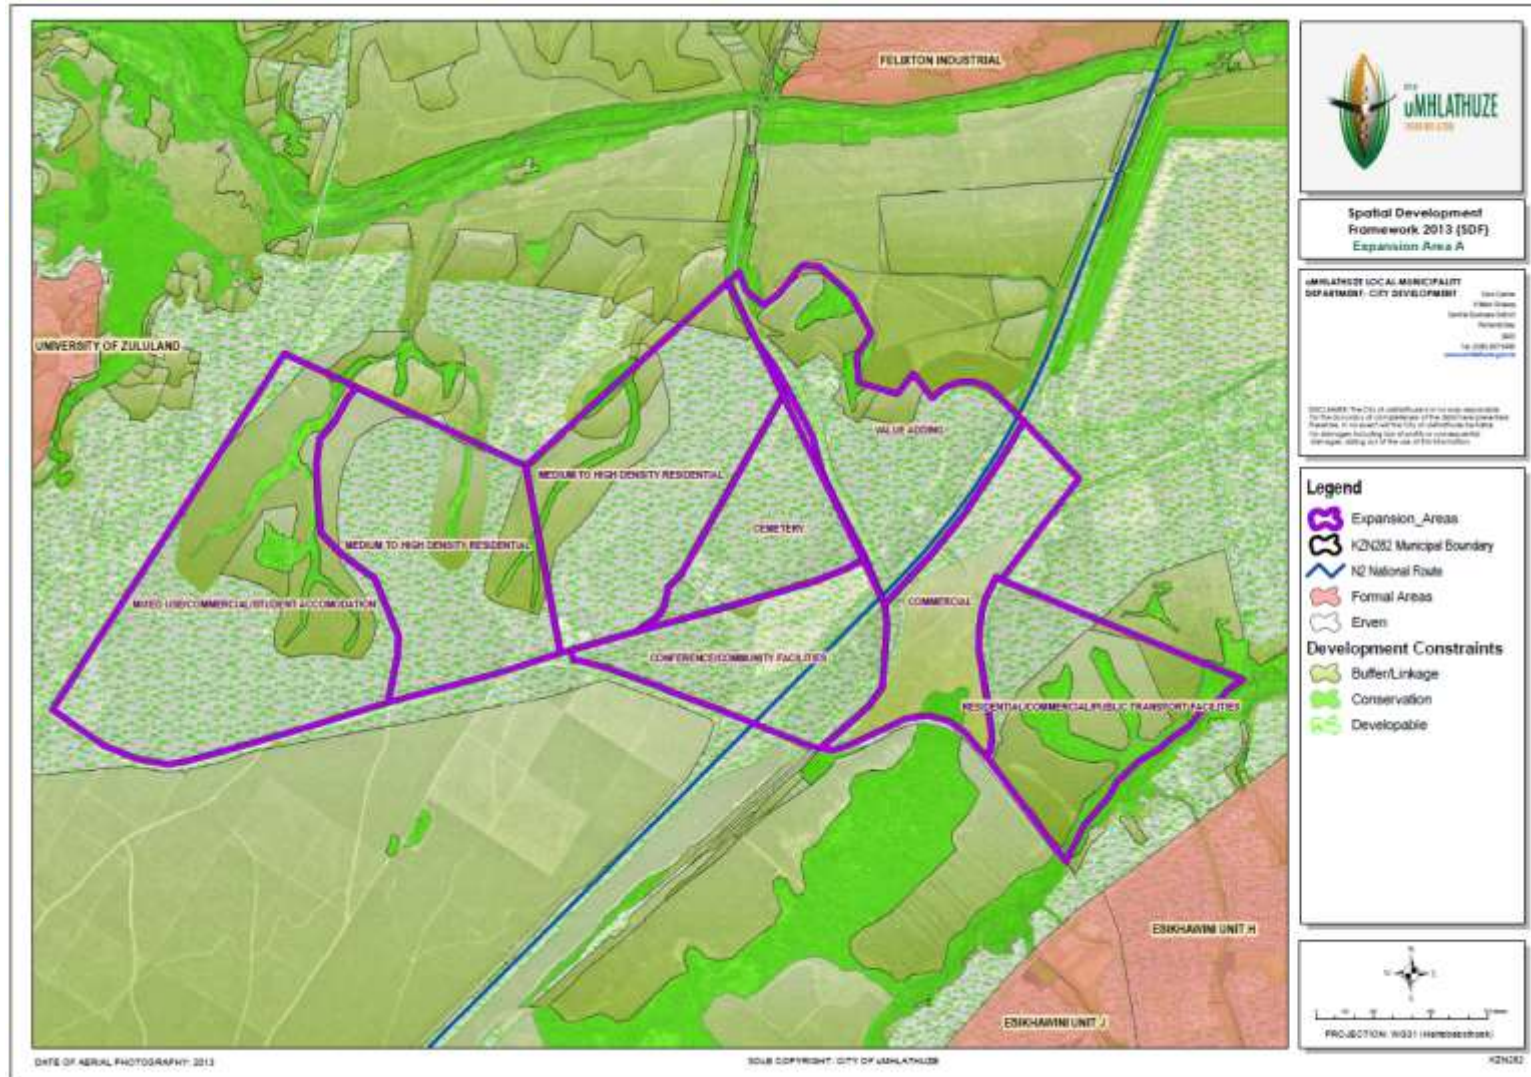 FELIXTON INDUSTRIAL
UNIVERSITY OF ZULULAND
VALUE ADDING
MEDIUM TO HIGH DENSITY RESIDENTIAL
CEMETERY
MEDIUM TO HIGH DENSITY RESIDENTIAL
MIXED USE/COMMERCIAL/STUDENT ACCOMODATION
COMMERCIAL
CONFERENCE/COMMUNITY FACILITIES
RESIDENTIAL/COMMERCIAL/PUBLIC TRANSPORT FACILITIES
ESIKHAWINI UNIT H
ESIKHAWINI UNIT J
uMHLATHUZE
Spatial Development
Framework 2013 (SDF)
Expansion Area A
uMHLATHUZE LOCAL MUNICIPALITY
DEPARTMENT: CITY DEVELOPMENT
Legend
Expansion_Areas
KZN282 Municipal Boundary
N2 National Route
Formal Areas
Erven
Development Constraints
Buffer/Linkage
Conservation
Developable
PROJECTION: WG31 (Hartebeeshoek)
DATE OF AERIAL PHOTOGRAPHY: 2013
SOLE COPYRIGHT: CITY OF uMHLATHUZE
KZN282